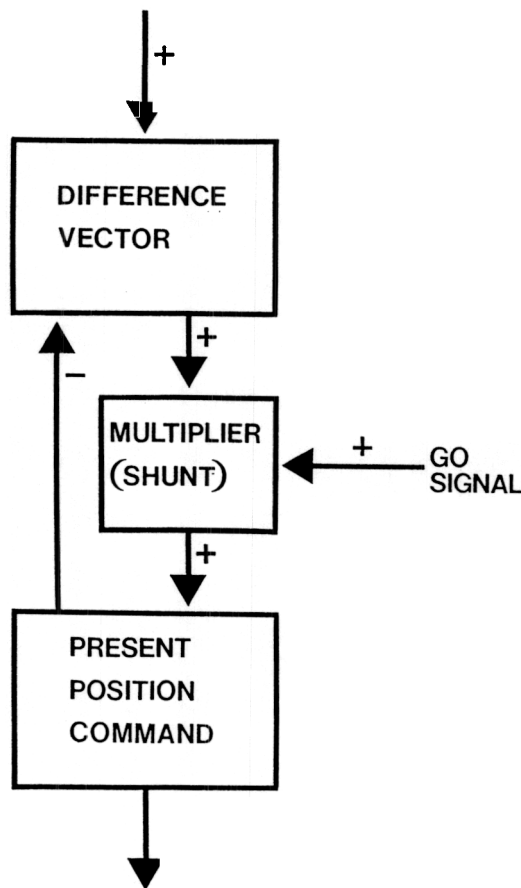 +
DIFFERENCE
VECTOR
+
−
MULTIPLIER
(SHUNT)
+
GO
SIGNAL
+
PRESENT
POSITION
COMMAND